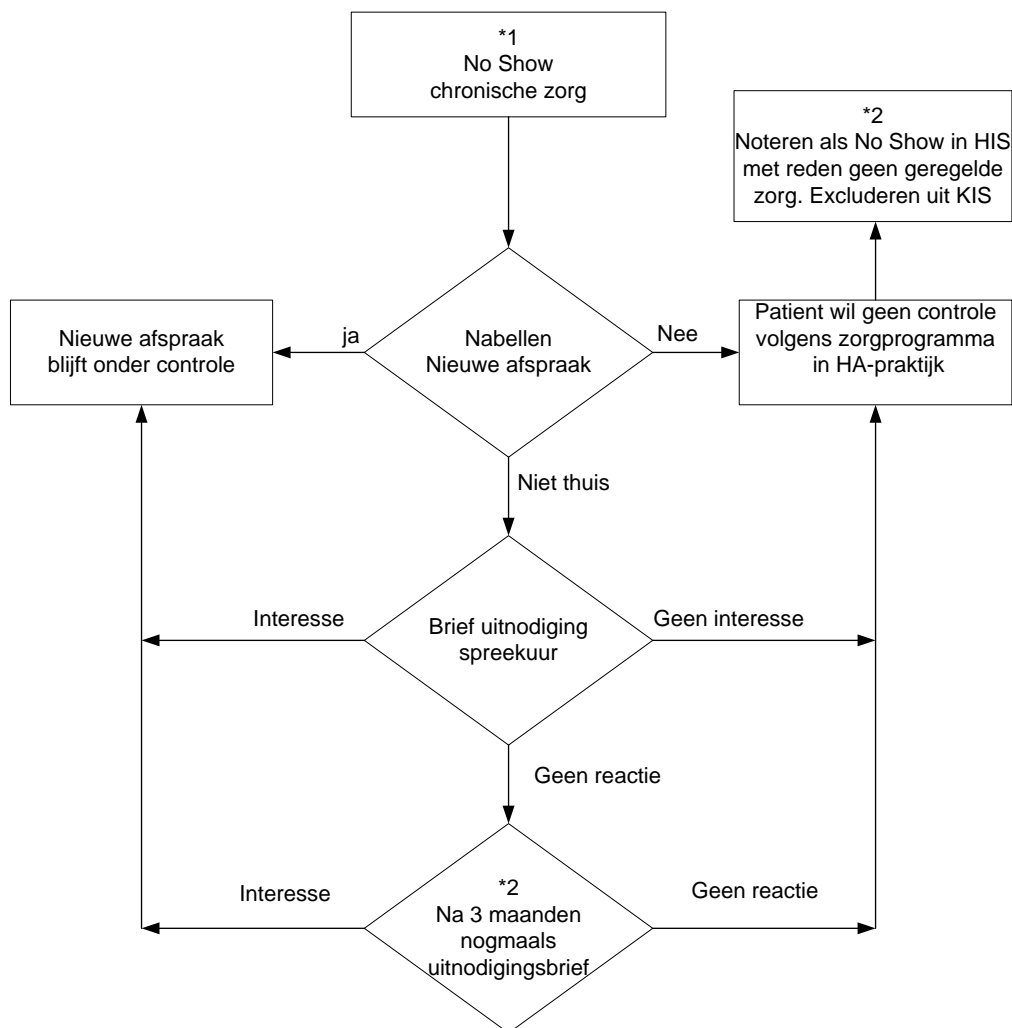 *1
No Show
chronische zorg
*2
Noteren als No Show in HIS
met reden geen geregelde
zorg. Excluderen uit KIS
Nieuwe afspraak
blijft onder controle
ja
Nabellen
Nieuwe afspraak
Nee
Patient wil geen controle
volgens zorgprogramma
in HA-praktijk
Niet thuis
Interesse
Brief uitnodiging
spreekuur
Geen interesse
Geen reactie
Interesse
*2
Na 3 maanden
nogmaals
uitnodigingsbrief
Geen reactie